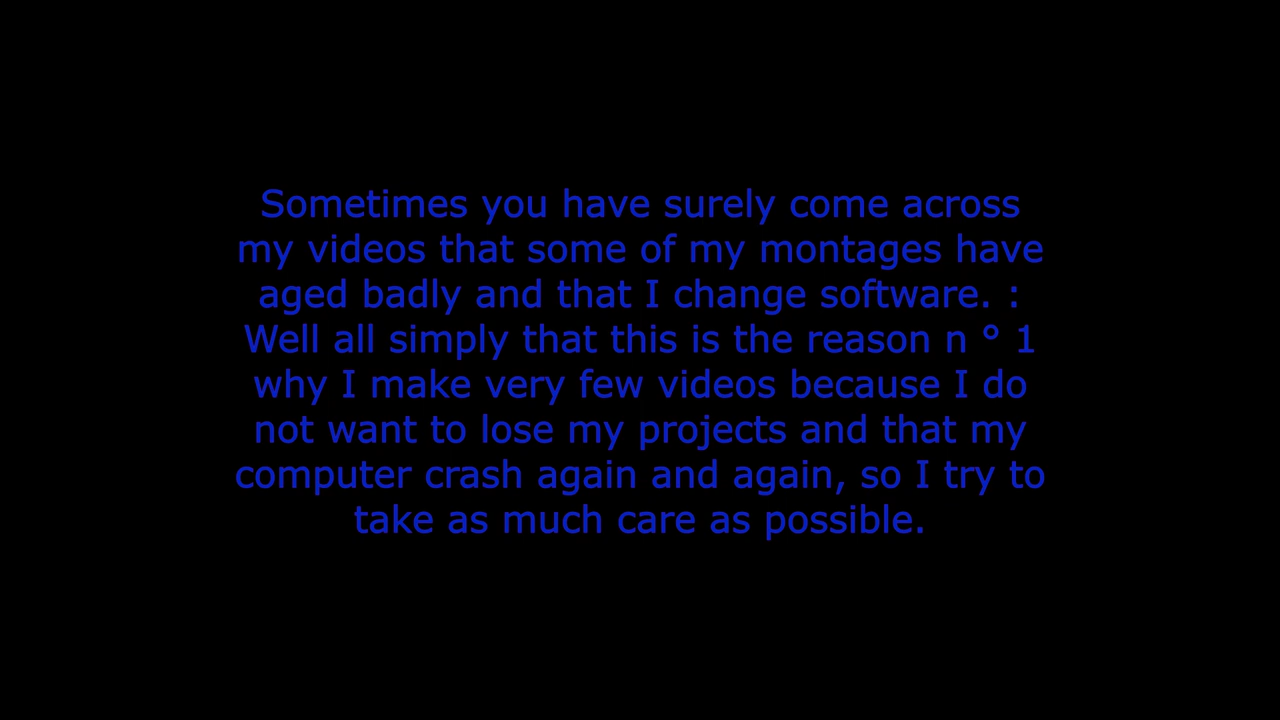 Sometimes you have surely come across
my videos that some of my montages have
aged badly and that I change software. :
Well all simply that this is the reason n ° 1
why I make very few videos because I do
not want to lose my projects and that my
computer crash again and again, so I try to
take as much care as possible.